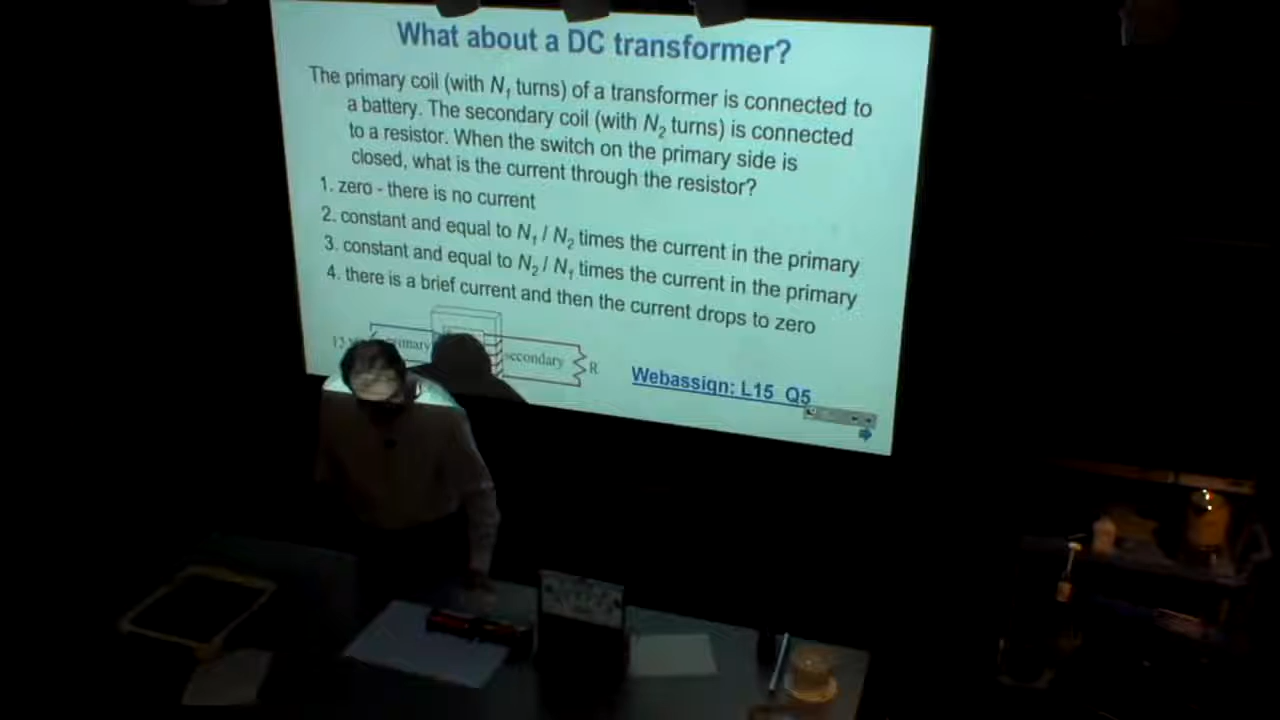 What about a DC transformer?
The primary coil (with N₁ turns) of a transformer is connected to
a battery. The secondary coil (with N₂ turns) is connected
to a resistor. When the switch on the primary side is
closed, what is the current through the resistor?
1. zero - there is no current
2. constant and equal to N₁ / N₂ times the current in the primary
3. constant and equal to N₂ / N₁ times the current in the primary
4. there is a brief current and then the current drops to zero
secondary
R
Webassign: L15 Q5